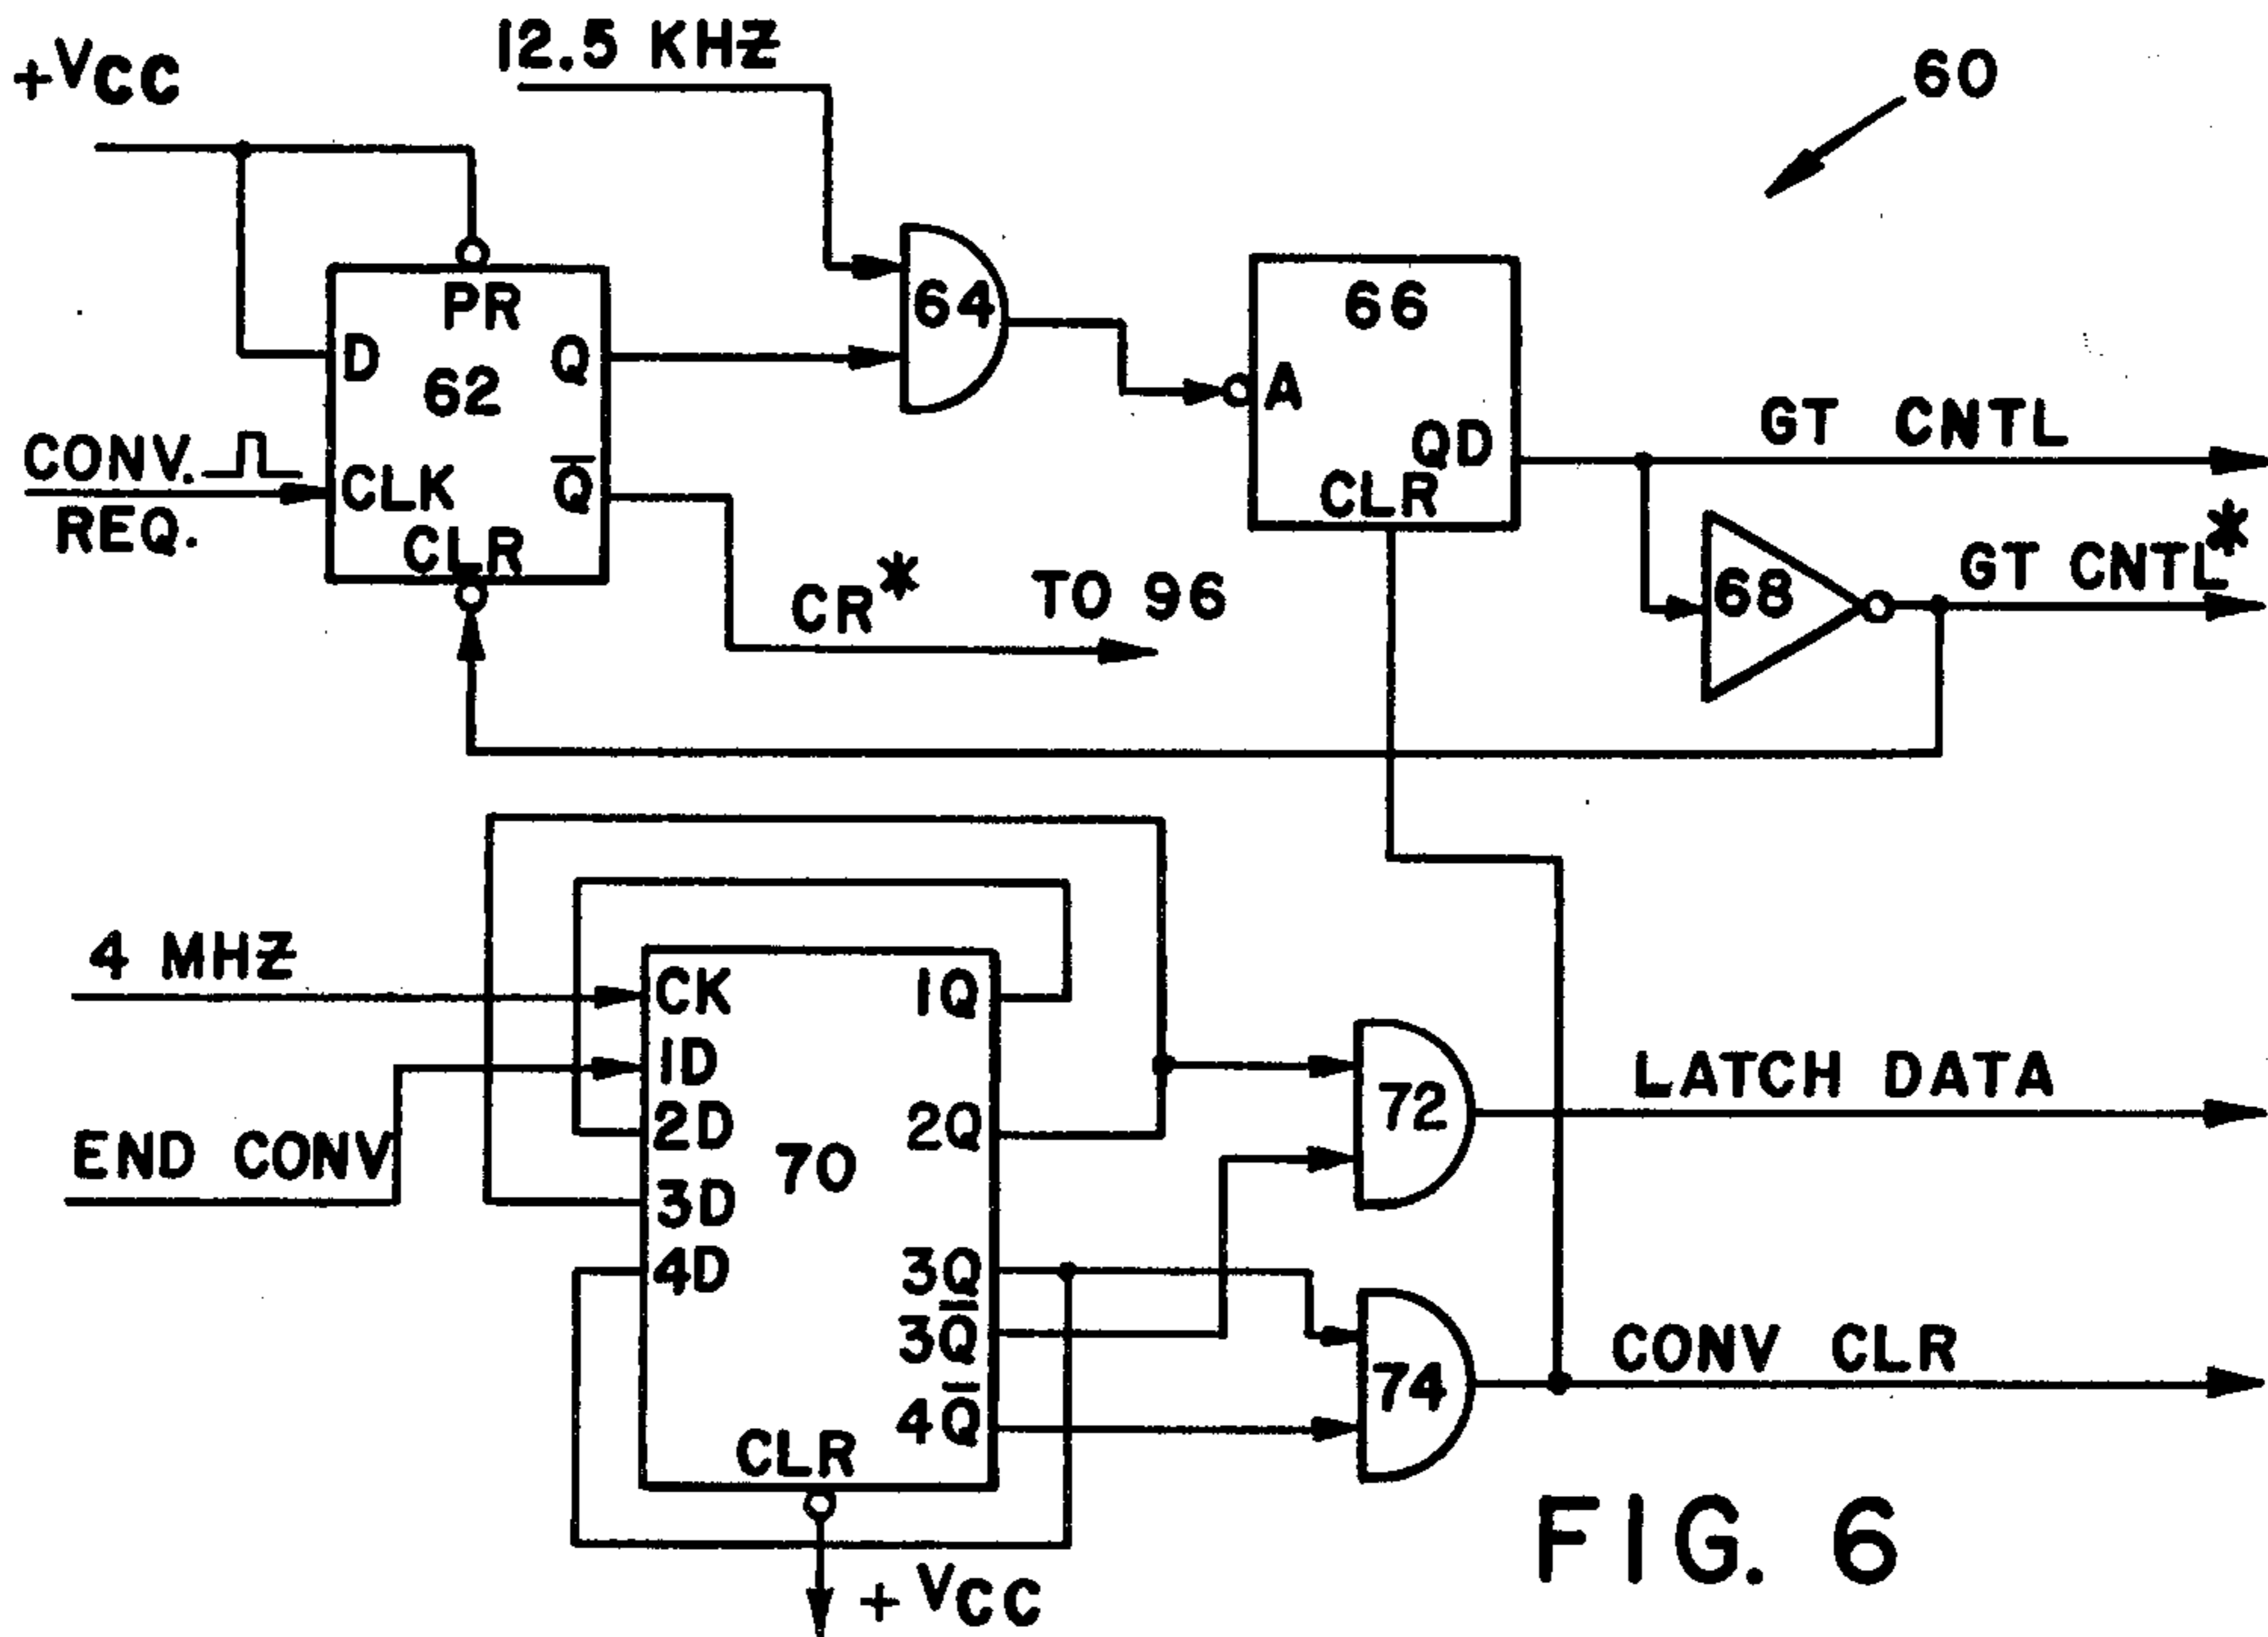 +VCC
12.5 KHZ
60
PR
D
62
Q
CONV.
REQ.
CLK
Q̅
CLR
64
66
A
QD
CLR
GT CNTL
68
GT CNTL*
CR* TO 96
4 MHZ
END CONV
CK
1D
2D
3D
4D
70
1Q
2Q
3Q
3Q̅
4Q̅
CLR
+VCC
72
LATCH DATA
74
CONV CLR
FIG. 6